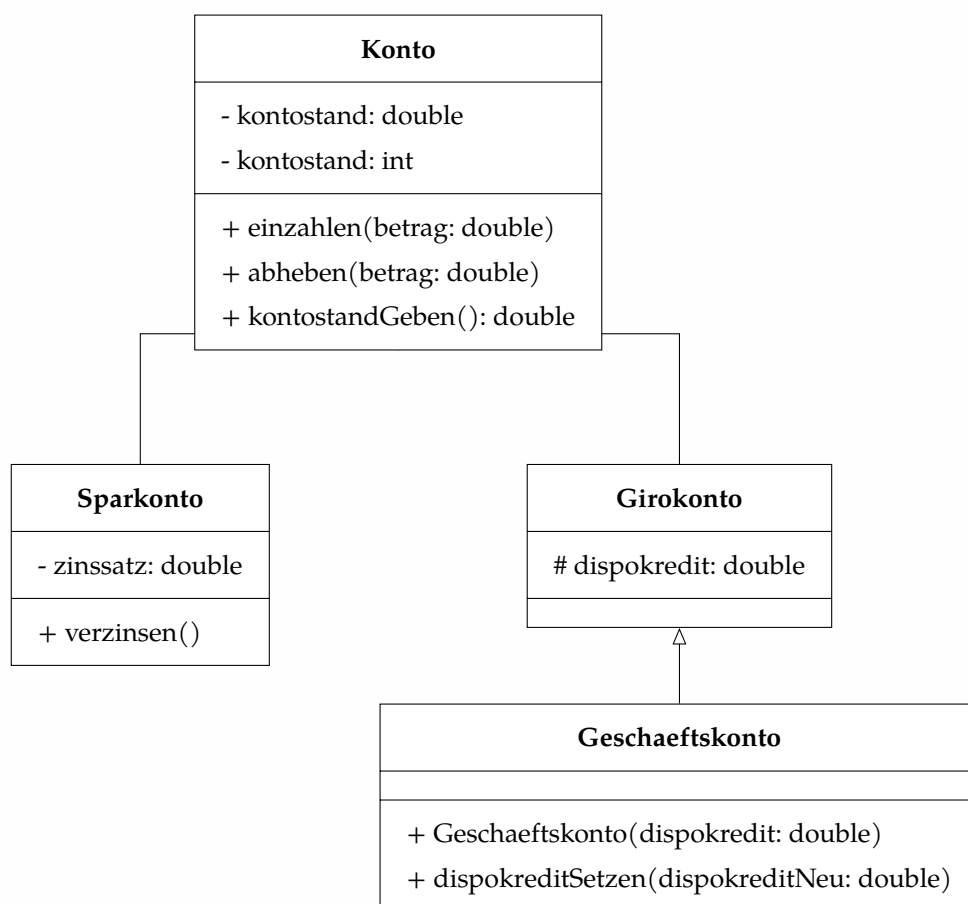 Konto
- kontostand: double
- kontostand: int
+ einzahlen(betrag: double)
+ abheben(betrag: double)
+ kontostandGeben(): double
Sparkonto
- zinssatz: double
+ verzinsen()
Girokonto
# dispokredit: double
Geschaeftskonto
+ Geschaeftskonto(dispokredit: double)
+ dispokreditSetzen(dispokreditNeu: double)